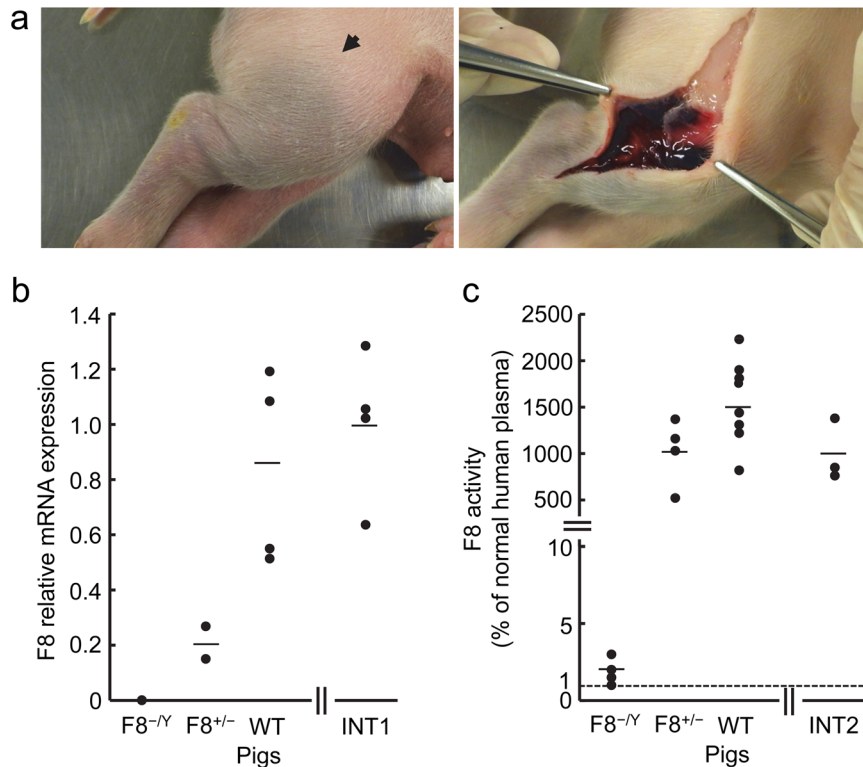 a
b
F8 relative mRNA expression
1.4
1.2
1.0
0.8
0.6
0.4
0.2
0
F8⁻/ʸ F8⁺/⁻ WT INT1
Pigs
c
F8 activity
(% of normal human plasma)
2500
2000
1500
1000
500
10
5
1
0
F8⁻/ʸ F8⁺/⁻ WT INT2
Pigs